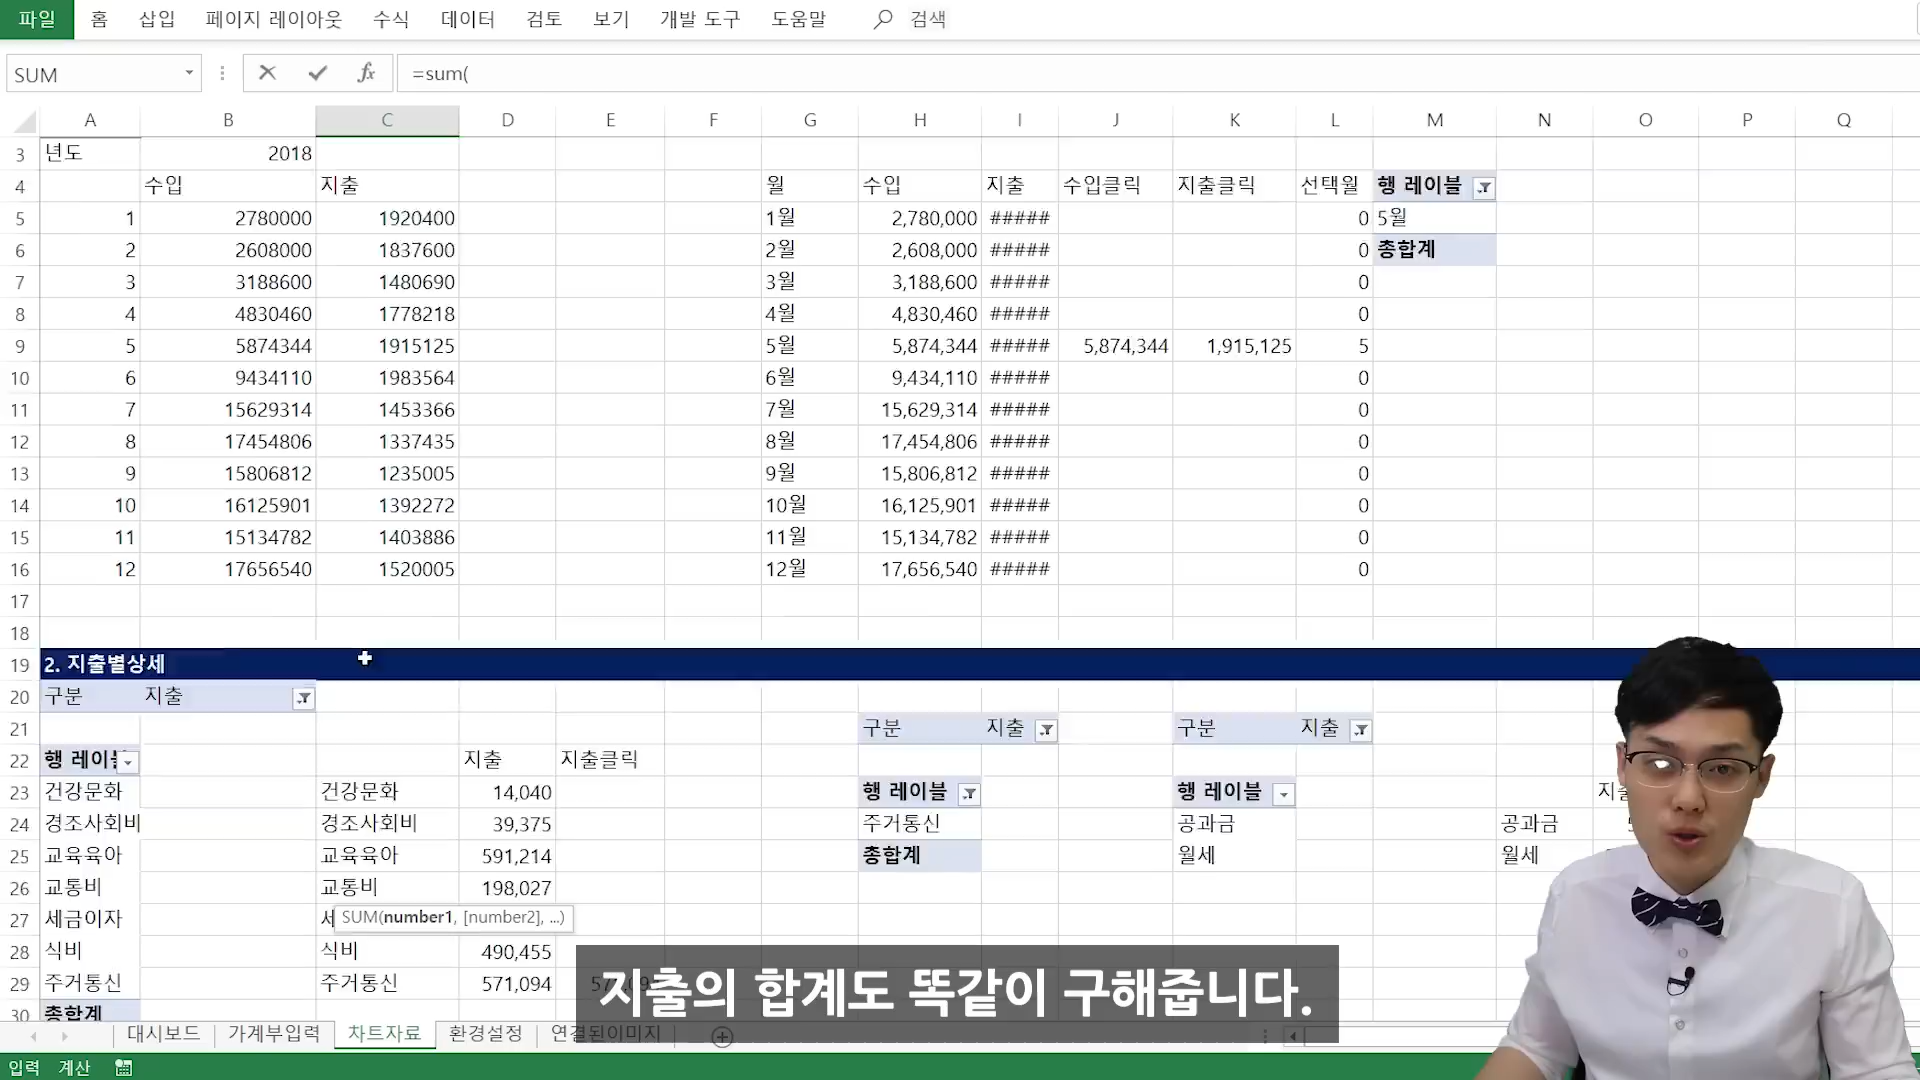 파일 홈 삽입 페이지 레이아웃 수식 데이터 검토 보기 개발 도구 도움말 검색
SUM fx =sum(
A B C D E F G H I J K L M N O P Q
3 년도 2018
4 수입 지출 월 수입 지출 수입클릭 지출클릭 선택월 행 레이블
5 1 2780000 1920400 1월 2,780,000 ##### 0 5월
6 2 2608000 1837600 2월 2,608,000 ##### 0 총합계
7 3 3188600 1480690 3월 3,188,600 ##### 0
8 4 4830460 1778218 4월 4,830,460 ##### 0
9 5 5874344 1915125 5월 5,874,344 ##### 5,874,344 1,915,125 5
10 6 9434110 1983564 6월 9,434,110 ##### 0
11 7 15629314 1453366 7월 15,629,314 ##### 0
12 8 17454806 1337435 8월 17,454,806 ##### 0
13 9 15806812 1235005 9월 15,806,812 ##### 0
14 10 16125901 1392272 10월 16,125,901 ##### 0
15 11 15134782 1403886 11월 15,134,782 ##### 0
16 12 17656540 1520005 12월 17,656,540 ##### 0
17
18
19 2. 지출별상세
20 구분 지출
21 구분 지출 구분 지출
22 행 레이블 지출 지출클릭
23 건강문화 건강문화 14,040 행 레이블 행 레이블
24 경조사회비 경조사회비 39,375 주거통신 공과금 공과금
25 교육육아 교육육아 591,214 총합계 월세 월세
26 교통비 교통비 198,027
27 세금이자 세 SUM(number1, [number2], ...)
28 식비 식비 490,455
29 주거통신 주거통신 571,094
30 총합계
지출의 합계도 똑같이 구해줍니다.
대시보드 가계부입력 차트자료 환경설정 연결된이미지
입력 계산